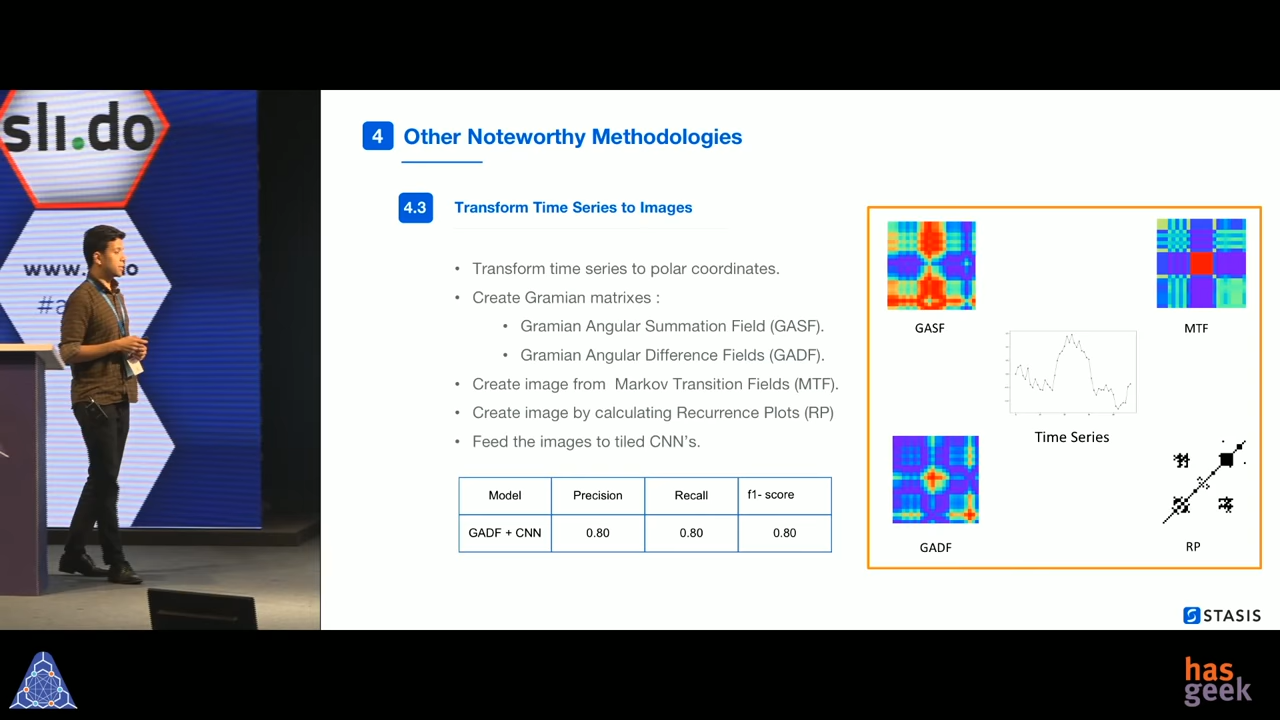 sli.do
www.
#a
4 Other Noteworthy Methodologies
4.3 Transform Time Series to Images
• Transform time series to polar coordinates.
• Create Gramian matrixes :
• Gramian Angular Summation Field (GASF).
• Gramian Angular Difference Fields (GADF).
• Create image from Markov Transition Fields (MTF).
• Create image by calculating Recurrence Plots (RP)
• Feed the images to tiled CNN's.
Model Precision Recall f1- score
GADF + CNN 0.80 0.80 0.80
GASF
MTF
Time Series
GADF
RP
STASIS
has
geek